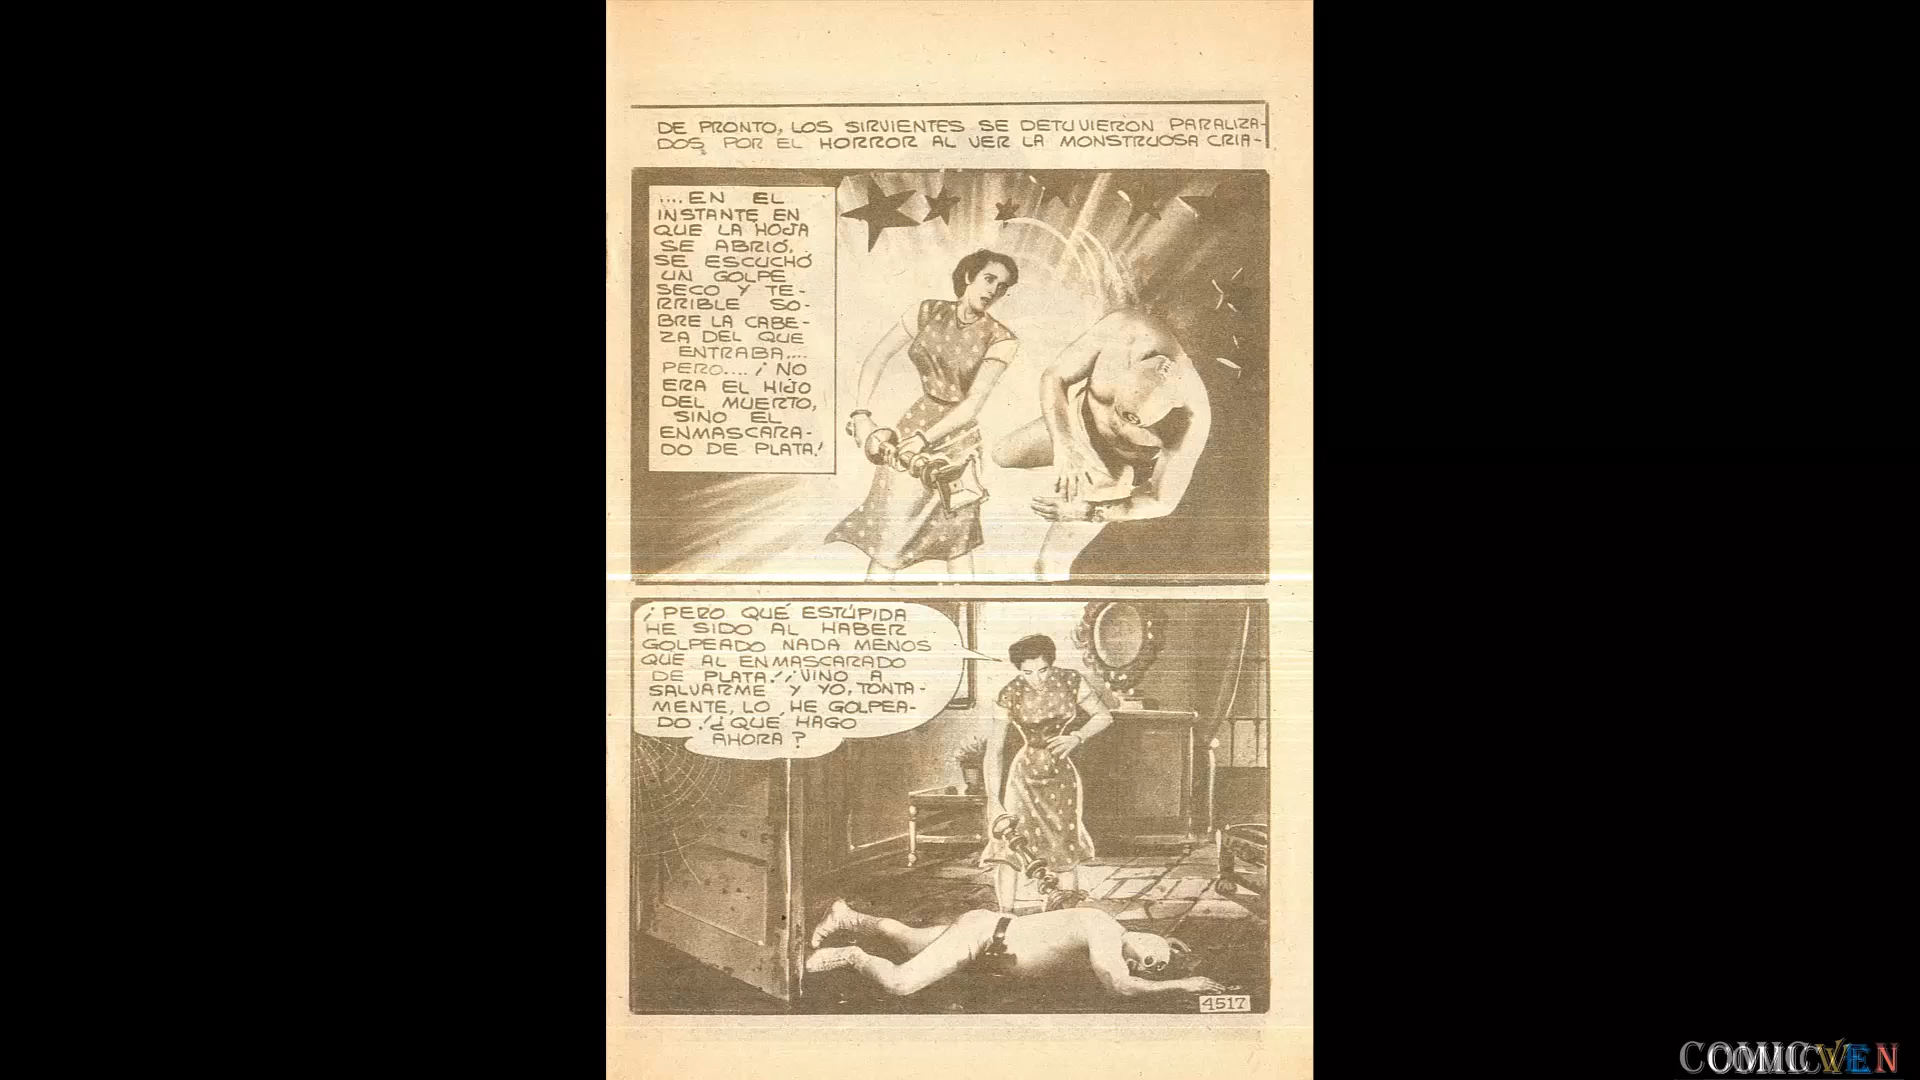 DE PRONTO, LOS SIRVIENTES SE DETUVIERON PARALIZA-
DOS POR EL HORROR AL VER LA MONSTRUOSA CRIA-
....EN EL
INSTANTE EN
QUE LA HOJA
SE ABRIÓ,
SE ESCUCHÓ
UN GOLPE
SECO Y TE-
RRIBLE SO-
BRE LA CABE-
ZA DEL QUE
ENTRABA....
PERO....¡NO
ERA EL HIJO
DEL MUERTO,
SINO EL
ENMASCARA-
DO DE PLATA!
¡PERO QUÉ ESTÚPIDA
HE SIDO AL HABER
GOLPEADO NADA MENOS
QUE AL ENMASCARADO
DE PLATA!¡VINO A
SALVARME Y YO, TONTA-
MENTE, LO HE GOLPEA-
DO!¿QUÉ HAGO
AHORA?
4517
COMICVEN